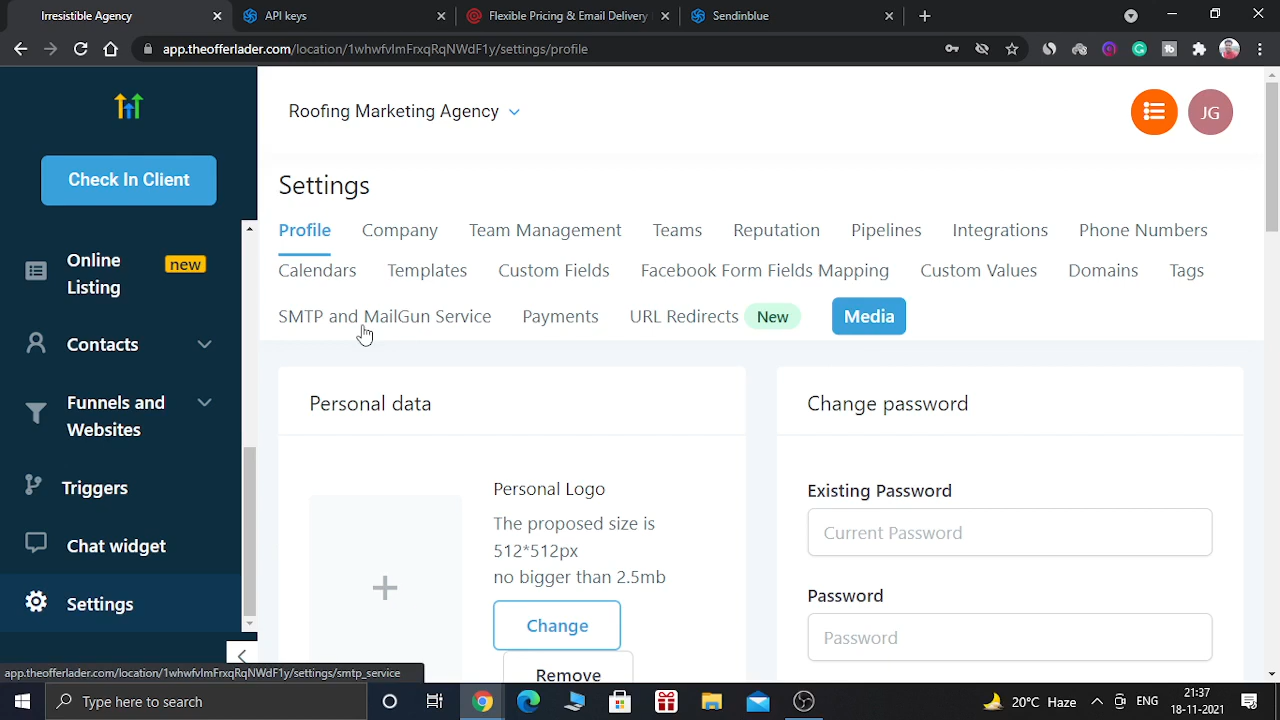 Irresistible Agency
API keys
Flexible Pricing & Email Delivery
Sendinblue
app.theofferlader.com/location/1whwfvlmFrxqRqNWdF1y/settings/profile
Roofing Marketing Agency
JG
Check In Client
Settings
Profile
Company
Team Management
Teams
Reputation
Pipelines
Integrations
Phone Numbers
Calendars
Templates
Custom Fields
Facebook Form Fields Mapping
Custom Values
Domains
Tags
SMTP and MailGun Service
Payments
URL Redirects
New
Media
Online
Listing
new
Contacts
Funnels and
Websites
Triggers
Chat widget
Settings
Personal data
Personal Logo
The proposed size is
512*512px
no bigger than 2.5mb
Change
Remove
Change password
Existing Password
Current Password
Password
Password
app.theofferlader.com/location/1whwfvlmFrxqRqNWdF1y/settings/smtp_service
Type here to search
20°C Haze
ENG
21:37
18-11-2021